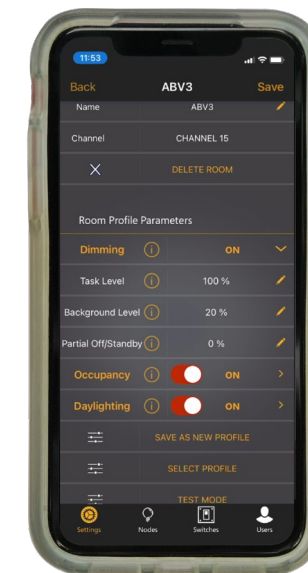 11:53
Back ABV3 Save
Name ABV3
Channel CHANNEL 15
DELETE ROOM
Room Profile Parameters
Dimming ON
Task Level 100 %
Background Level 20 %
Partial Off/Standby 0 %
Occupancy ON
Daylighting ON
SAVE AS NEW PROFILE
SELECT PROFILE
TEST MODE
Settings Nodes Switches Users